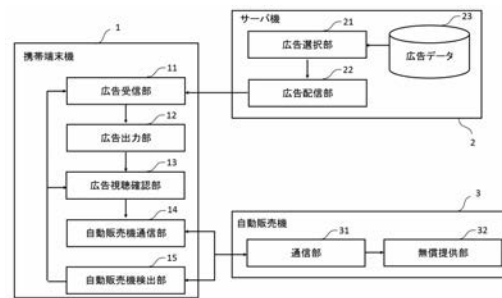 1
携帯端末機
11
広告受信部
12
広告出力部
13
広告視聴確認部
14
自動販売機通信部
15
自動販売機検出部
サーバ機
21
広告選択部
22
広告配信部
23
広告データ
2
3
自動販売機
31
通信部
32
無償提供部